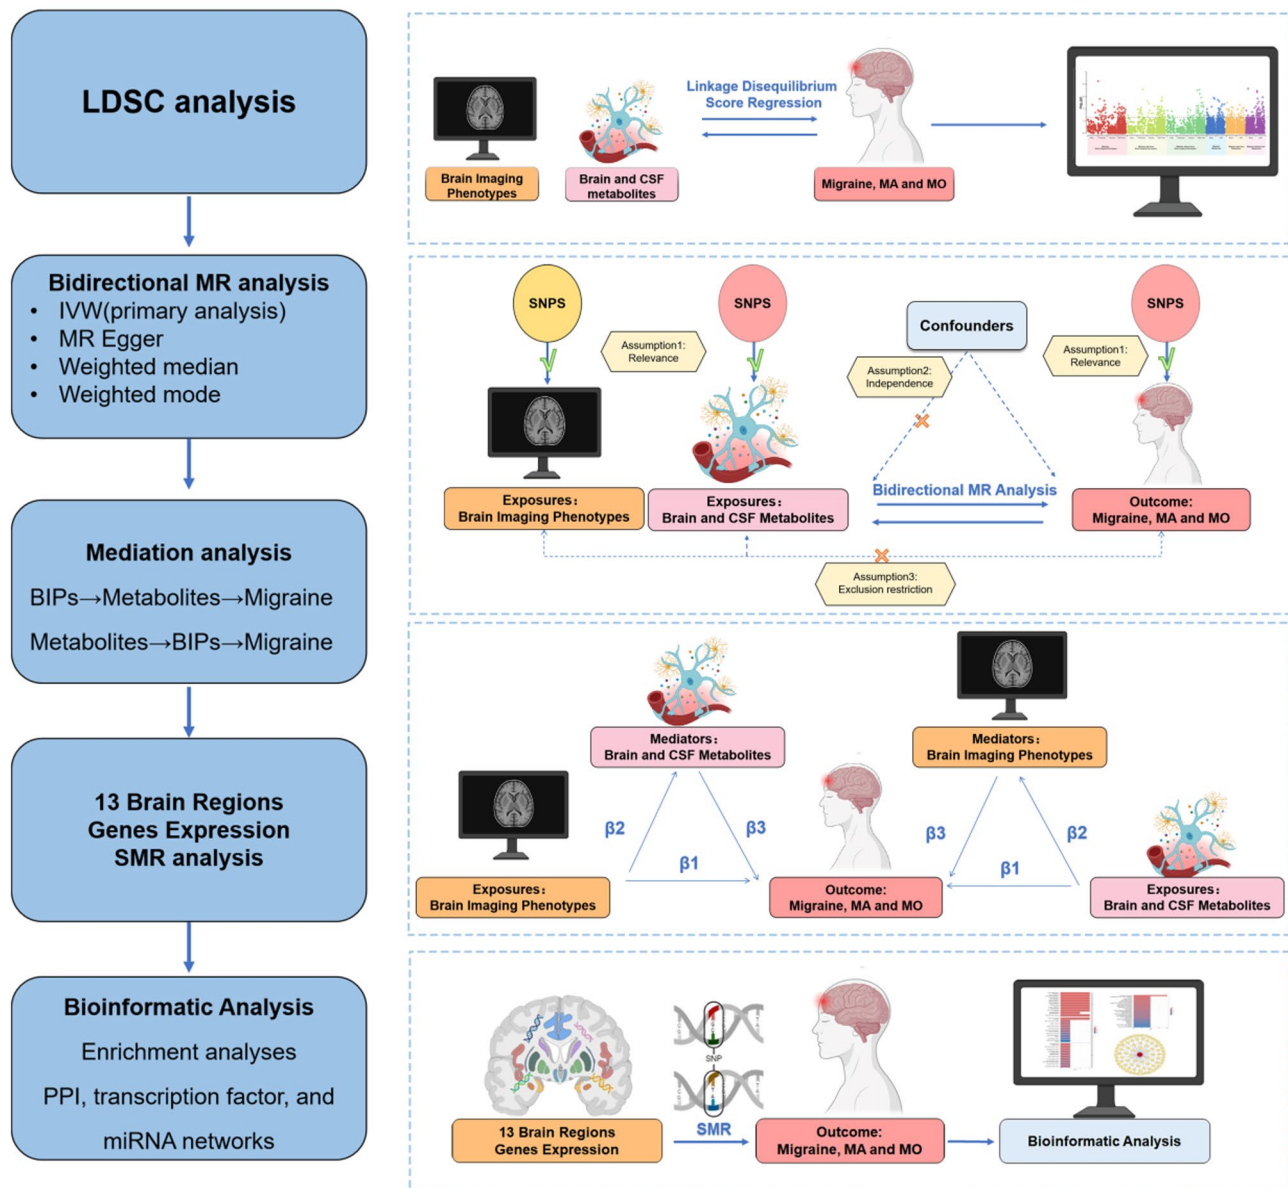 LDSC analysis
Bidirectional MR analysis
• IVW(primary analysis)
• MR Egger
• Weighted median
• Weighted mode
Mediation analysis
BIPs→Metabolites→Migraine
Metabolites→BIPs→Migraine
13 Brain Regions
Genes Expression
SMR analysis
Bioinformatic Analysis
Enrichment analyses
PPI, transcription factor, and
miRNA networks
Brain Imaging
Phenotypes
Brain and CSF
metabolites
Linkage Disequilibrium
Score Regression
Migraine, MA and MO
SNPS
SNPS
SNPS
Confounders
Assumption1:
Relevance
Assumption2:
Independence
Assumption1:
Relevance
Exposures:
Brain Imaging Phenotypes
Exposures:
Brain and CSF Metabolites
Bidirectional MR Analysis
Outcome:
Migraine, MA and MO
Assumption3:
Exclusion restriction
Mediators:
Brain and CSF Metabolites
Mediators:
Brain Imaging Phenotypes
β2
β3
β1
β3
β2
β1
Exposures:
Brain Imaging Phenotypes
Outcome:
Migraine, MA and MO
Exposures:
Brain and CSF Metabolites
SNP
13 Brain Regions
Genes Expression
SMR
Outcome:
Migraine, MA and MO
Bioinformatic Analysis